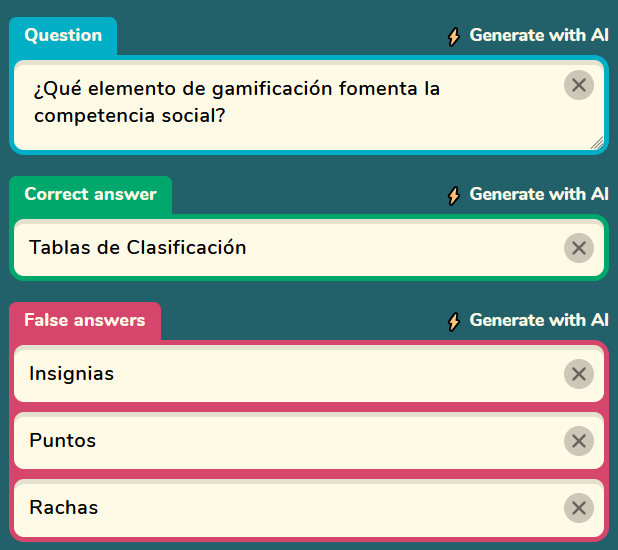 Question
Generate with AI
¿Qué elemento de gamificación fomenta la
competencia social?
Correct answer
Generate with AI
Tablas de Clasificación
False answers
Generate with AI
Insignias
Puntos
Rachas